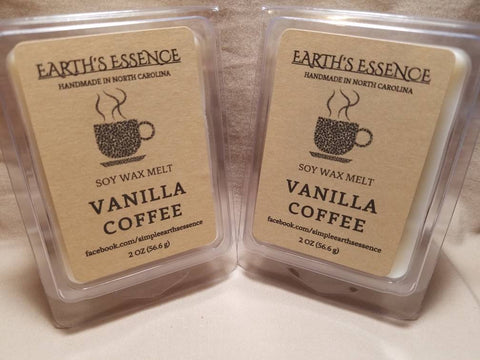 EARTH'S ESSENCE
HANDMADE IN NORTH CAROLINA
SOY WAX MELT
VANILLA
COFFEE
facebook.com/simpleearthsessence
2 OZ (56.6 g)
EARTH'S ESSENCE
HANDMADE IN NORTH CAROLINA
SOY WAX MELT
VANILLA
COFFEE
facebook.com/simpleearthsessence
2 OZ (56.6 g)